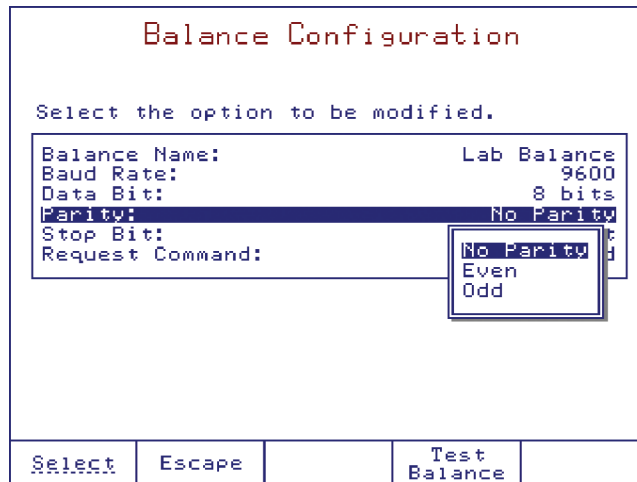 Balance Configuration
Select the option to be modified.
Balance Name: Lab Balance
Baud Rate: 9600
Data Bit: 8 bits
Parity: No Parity
Stop Bit:
Request Command:
No Parity
Even
Odd
Select Escape Test Balance